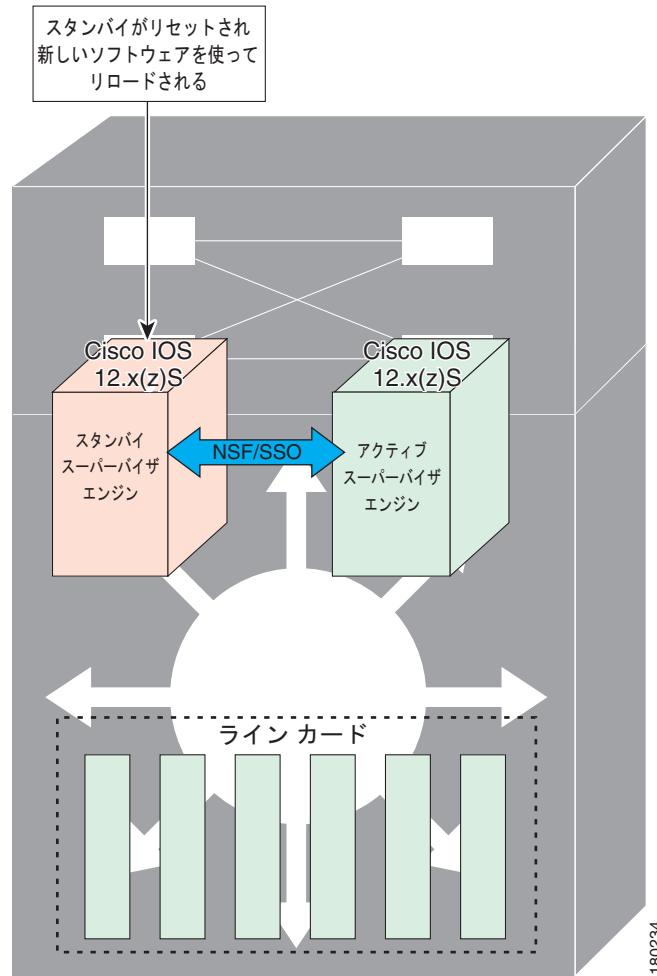 スタンバイがリセットされ
新しいソフトウェアを使って
リロードされる
Cisco IOS
12.x(z)S
Cisco IOS
12.x(z)S
スタンバイ
スーパーバイザ
エンジン
NSF/SSO
アクティブ
スーパーバイザ
エンジン
ライン カード
180234